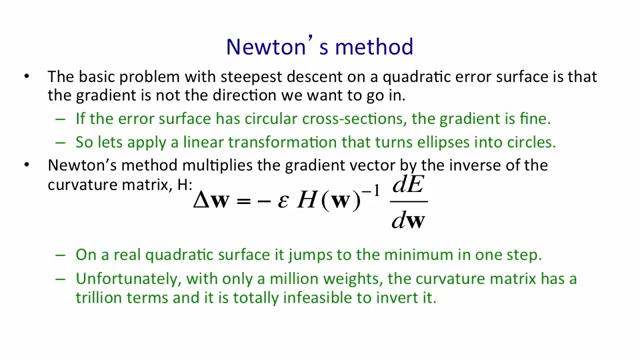 Newton's method
• The basic problem with steepest descent on a quadratic error surface is that
the gradient is not the direction we want to go in.
– If the error surface has circular cross-sections, the gradient is fine.
– So lets apply a linear transformation that turns ellipses into circles.
• Newton's method multiplies the gradient vector by the inverse of the
curvature matrix, H:
Δw = − ε H(w)⁻¹ dE/dw
– On a real quadratic surface it jumps to the minimum in one step.
– Unfortunately, with only a million weights, the curvature matrix has a
trillion terms and it is totally infeasible to invert it.